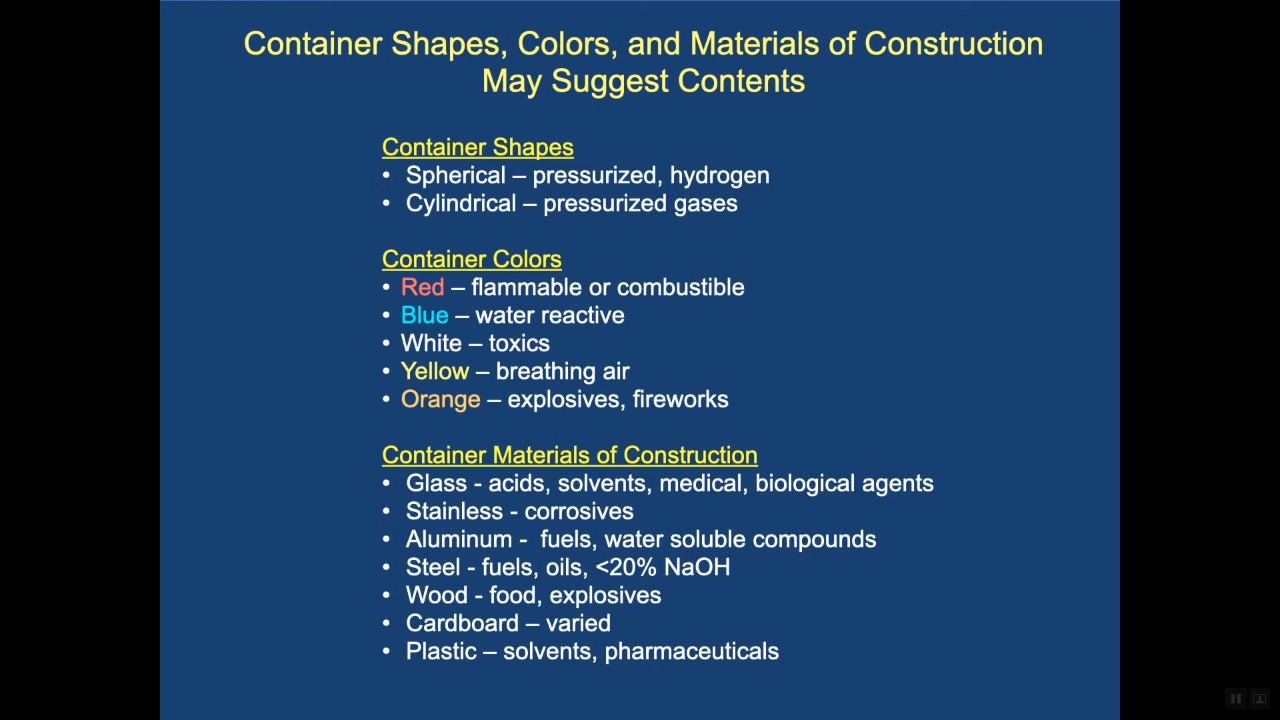 Container Shapes, Colors, and Materials of Construction
May Suggest Contents
Container Shapes
• Spherical – pressurized, hydrogen
• Cylindrical – pressurized gases
Container Colors
• Red – flammable or combustible
• Blue – water reactive
• White – toxics
• Yellow – breathing air
• Orange – explosives, fireworks
Container Materials of Construction
• Glass - acids, solvents, medical, biological agents
• Stainless - corrosives
• Aluminum -  fuels, water soluble compounds
• Steel - fuels, oils, <20% NaOH
• Wood - food, explosives
• Cardboard – varied
• Plastic – solvents, pharmaceuticals